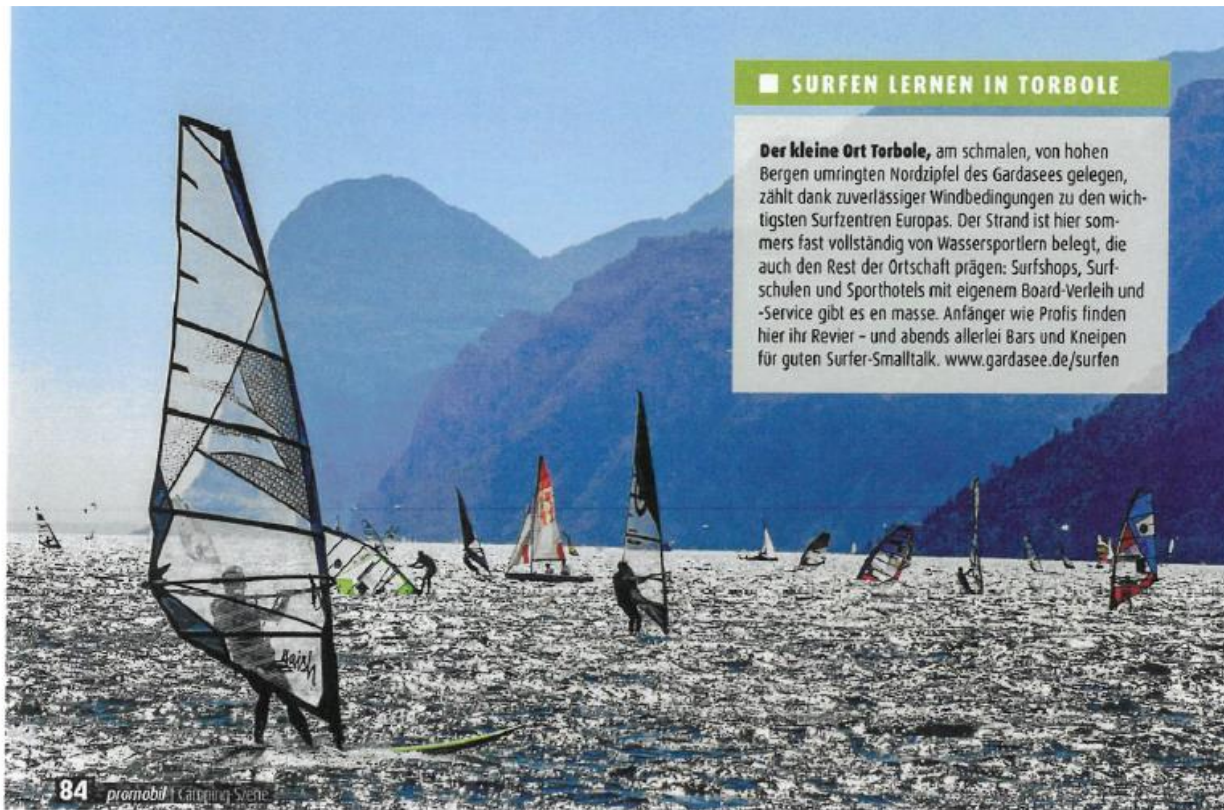 SURFEN LERNEN IN TORBOLE
Der kleine Ort Torbole, am schmalen, von hohen
Bergen umringten Nordzipfel des Gardasees gelegen,
zählt dank zuverlässiger Windbedingungen zu den wich-
tigsten Surfzentren Europas. Der Strand ist hier som-
mers fast vollständig von Wassersportlern belegt, die
auch den Rest der Ortschaft prägen: Surfshops, Surf-
schulen und Sporthotels mit eigenem Board-Verleih und
-Service gibt es en masse. Anfänger wie Profis finden
hier ihr Revier – und abends allerlei Bars und Kneipen
für guten Surfer-Smalltalk. www.gardasee.de/surfen
Naish
84 promobil | Camping-Szene